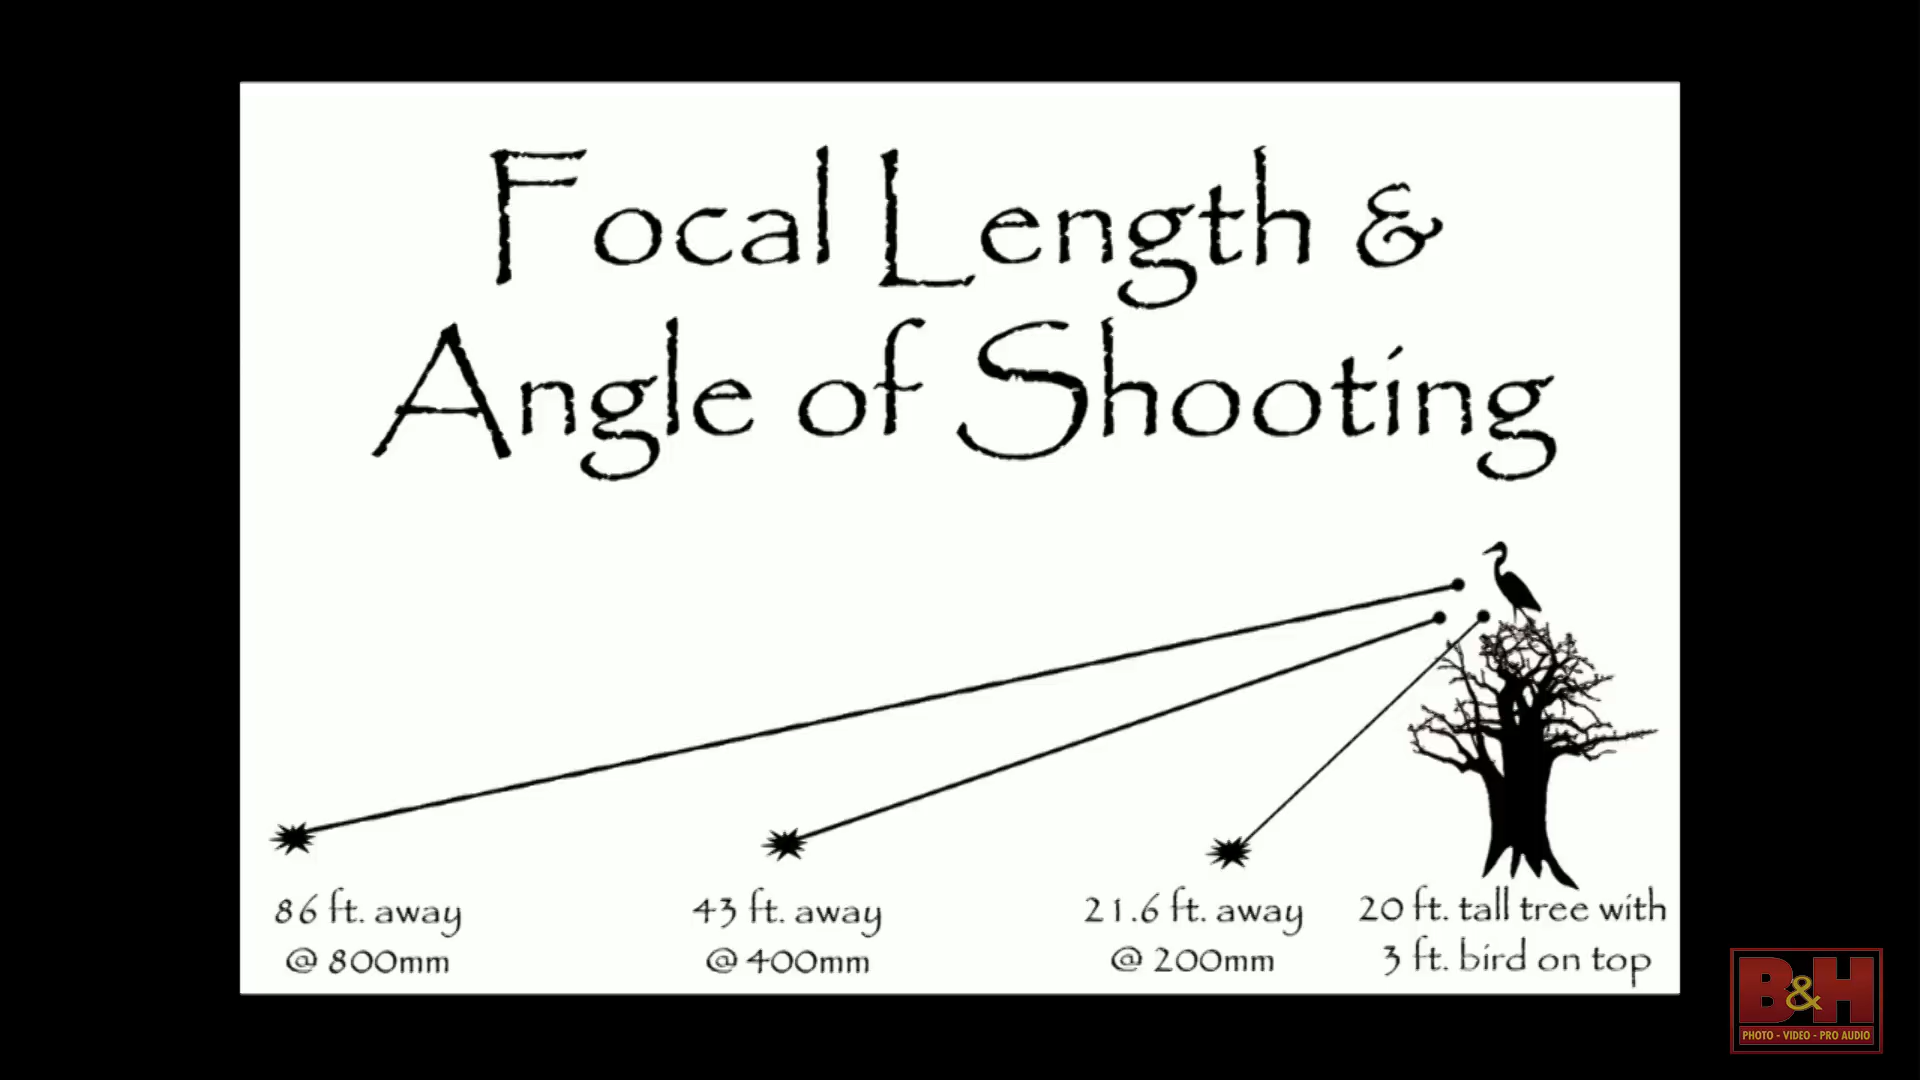 Focal Length &
Angle of Shooting
86 ft. away
@ 800mm
43 ft. away
@ 400mm
21.6 ft. away
@ 200mm
20 ft. tall tree with
3 ft. bird on top
B&H
PHOTO - VIDEO - PRO AUDIO